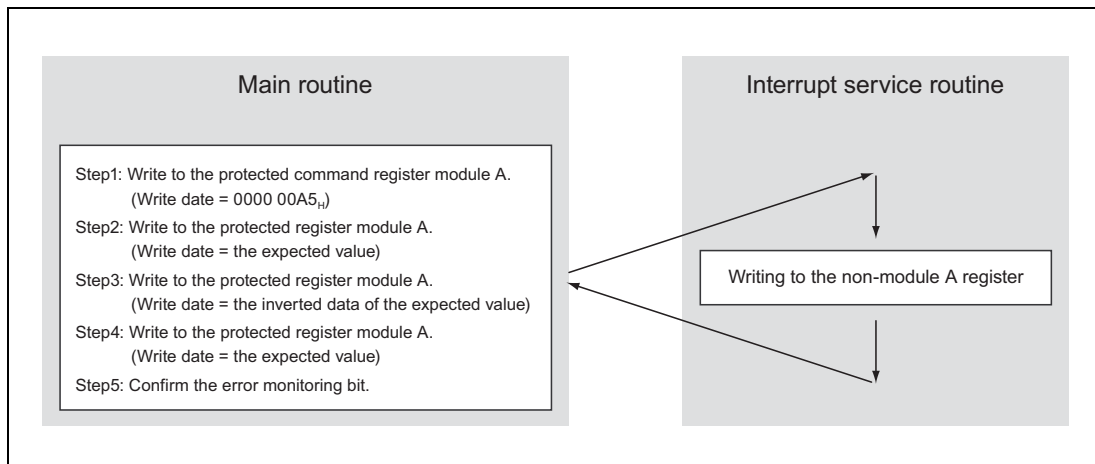 Main routine
Step1: Write to the protected command register module A.
(Write date = 0000 00A5H)
Step2: Write to the protected register module A.
(Write date = the expected value)
Step3: Write to the protected register module A.
(Write date = the inverted data of the expected value)
Step4: Write to the protected register module A.
(Write date = the expected value)
Step5: Confirm the error monitoring bit.
Interrupt service routine
Writing to the non-module A register